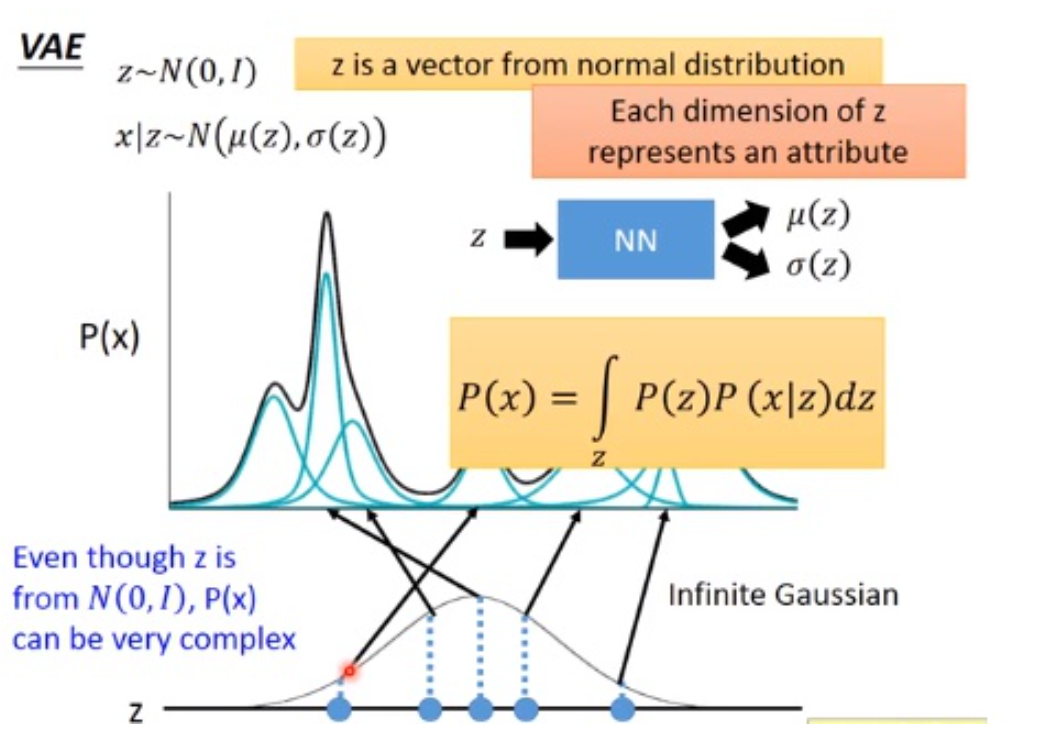 VAE
z~N(0, I)
z is a vector from normal distribution
x|z~N(μ(z), σ(z))
Each dimension of z
represents an attribute
z
NN
μ(z)
σ(z)
P(x)
P(x) = ∫ P(z)P (x|z)dz
z
Even though z is
from N(0, I), P(x)
can be very complex
Infinite Gaussian
z